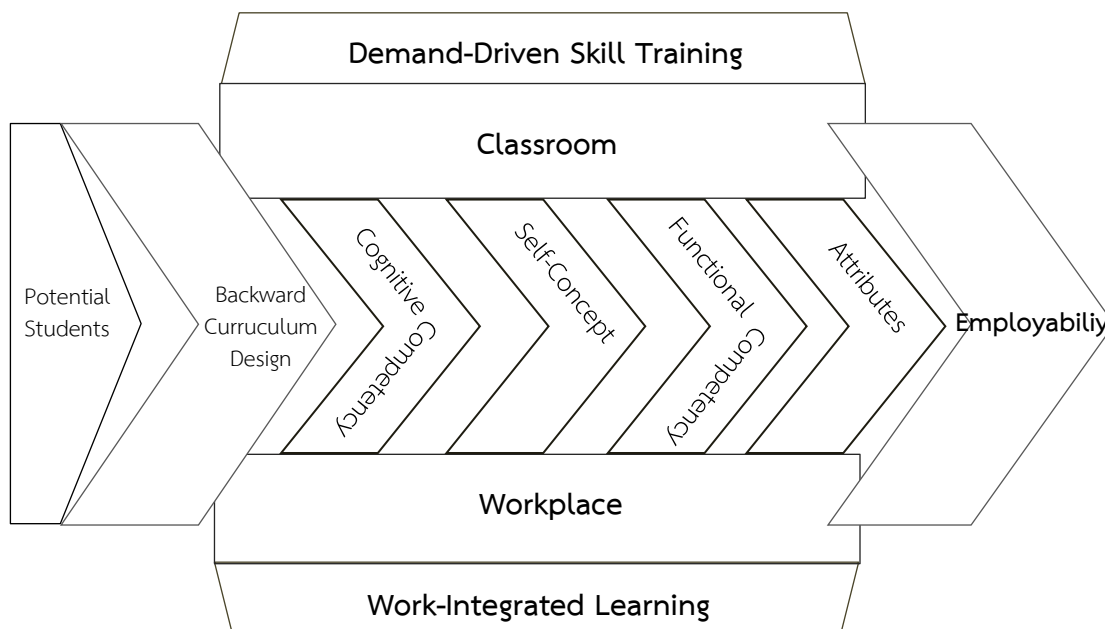 Demand-Driven Skill Training
Classroom
Potential
Students
Backward
Curruculum
Design
Cognitive
Competency
Self-Concept
Functional
Competency
Attributes
Employabiliy
Workplace
Work-Integrated Learning